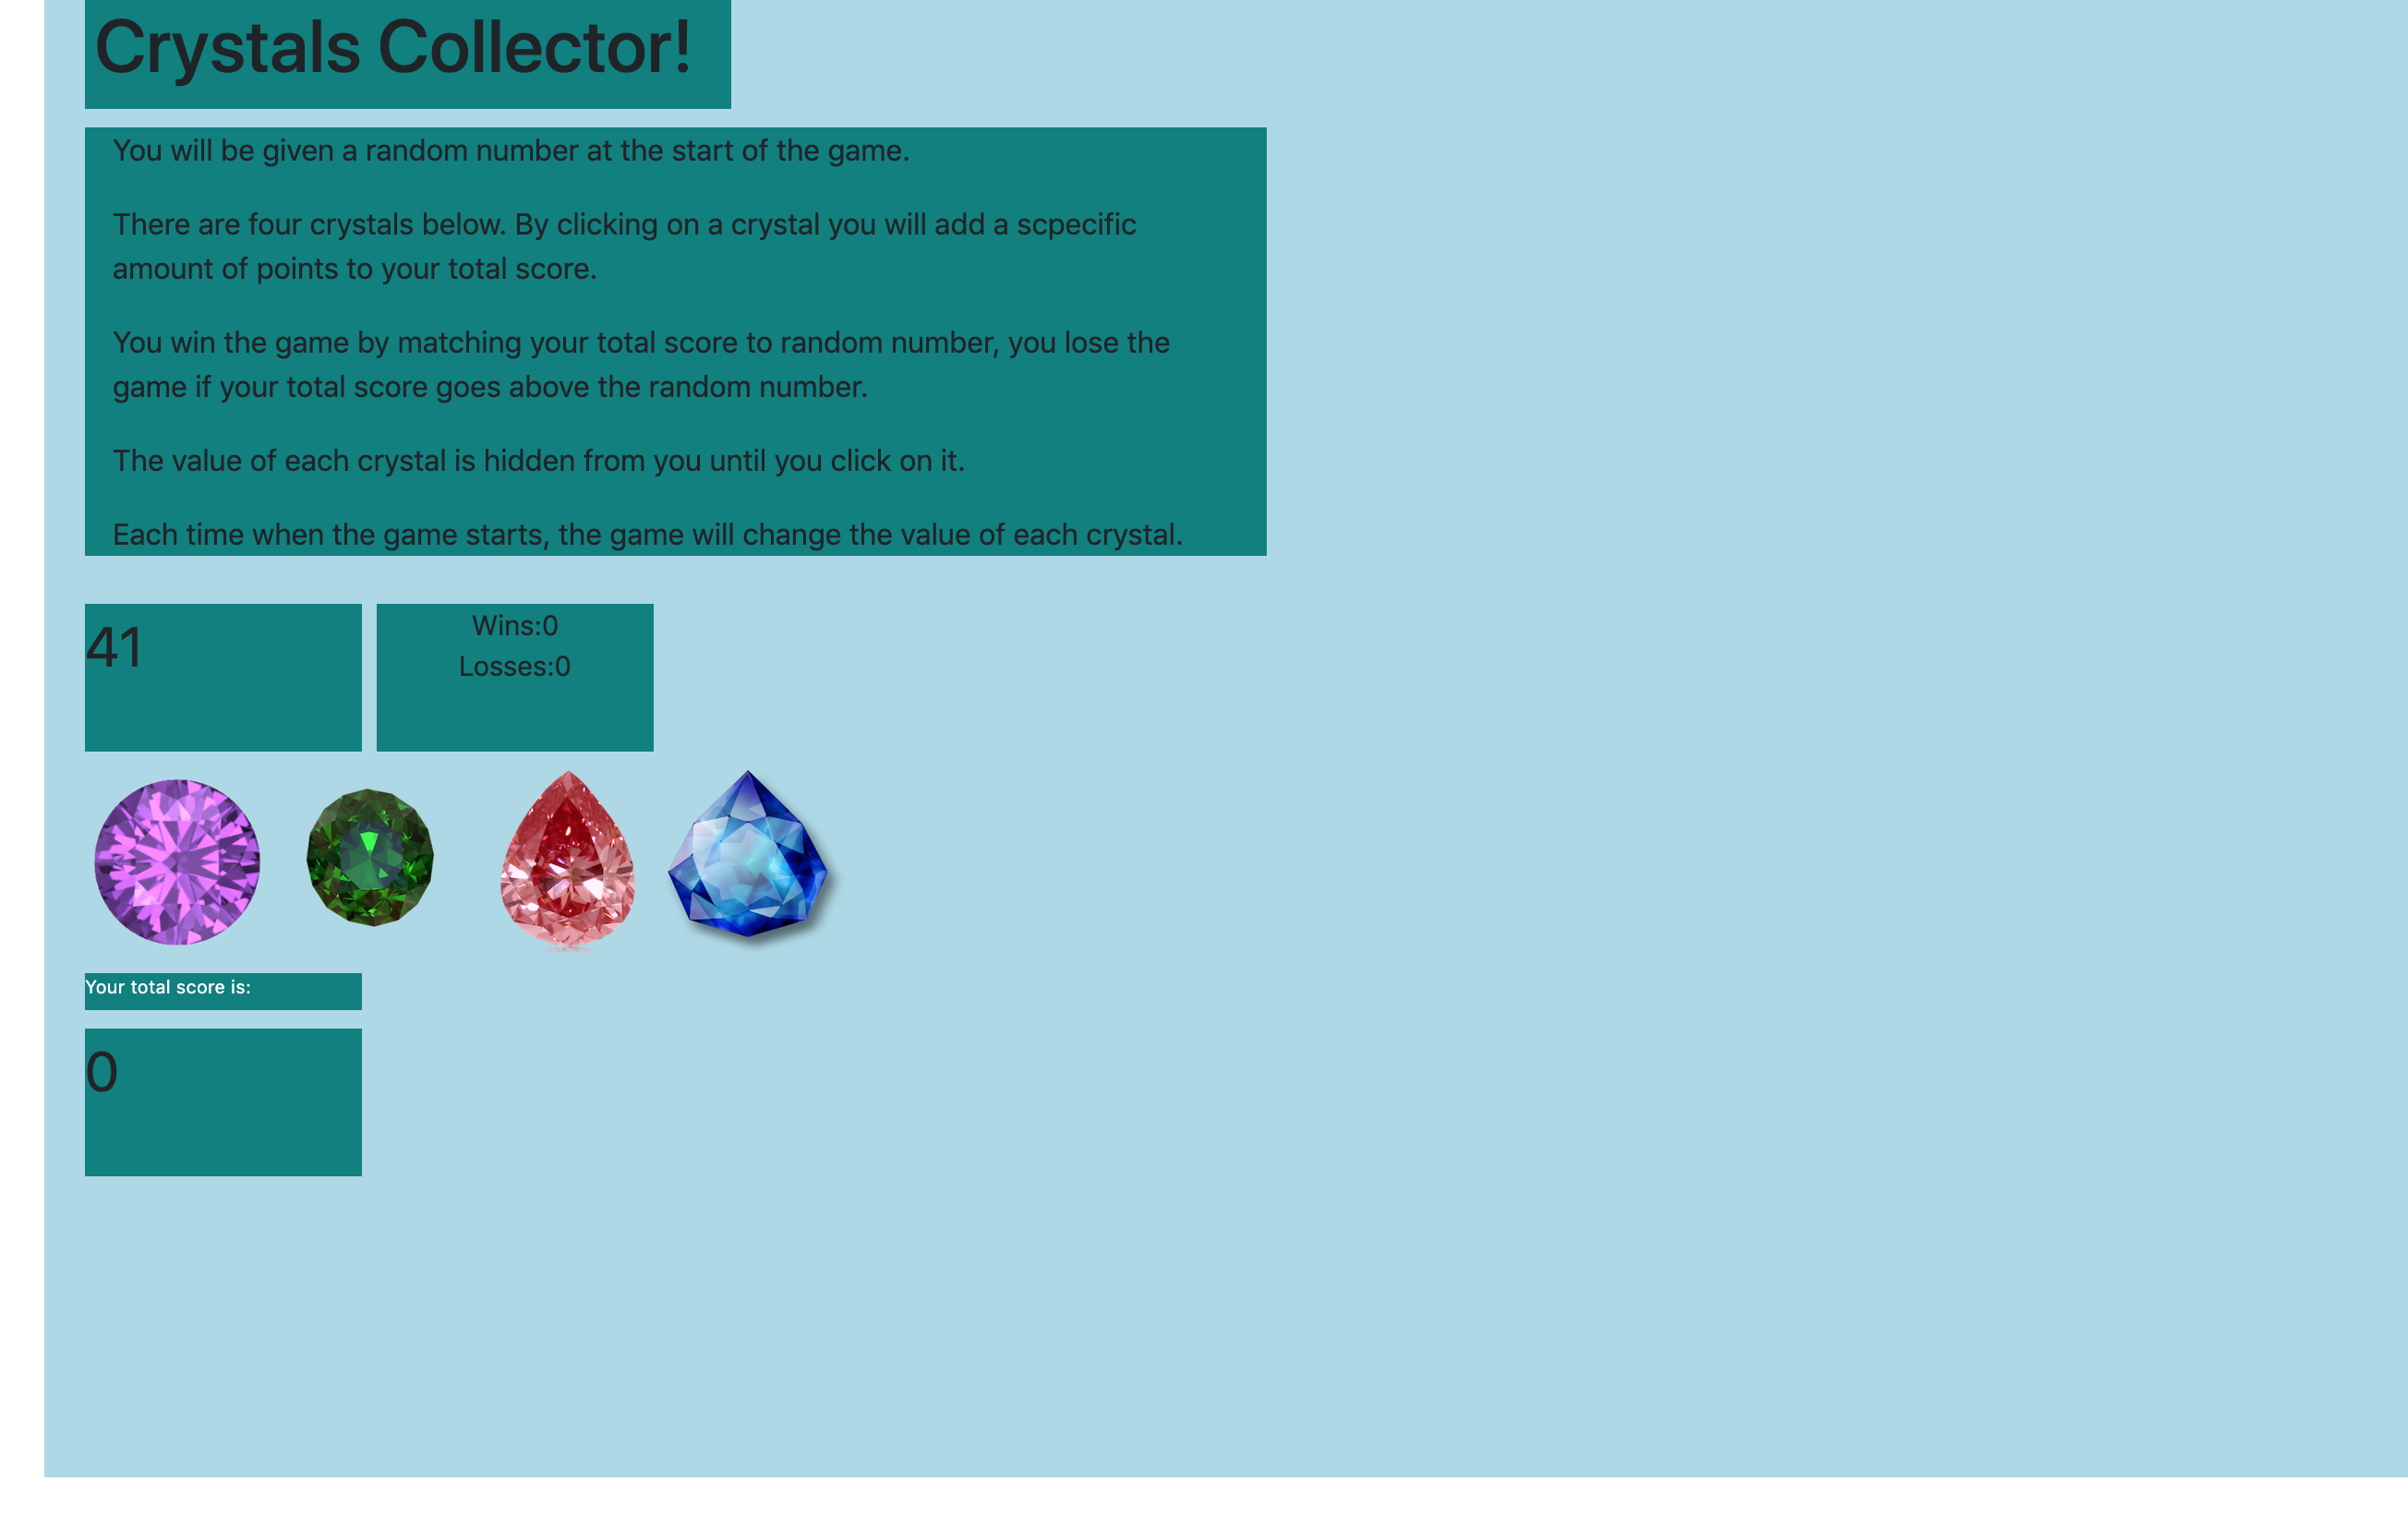 Crystals Collector!
You will be given a random number at the start of the game.
There are four crystals below. By clicking on a crystal you will add a scpecific
amount of points to your total score.
You win the game by matching your total score to random number, you lose the
game if your total score goes above the random number.
The value of each crystal is hidden from you until you click on it.
Each time when the game starts, the game will change the value of each crystal.
41
Wins:0
Losses:0
Your total score is:
0